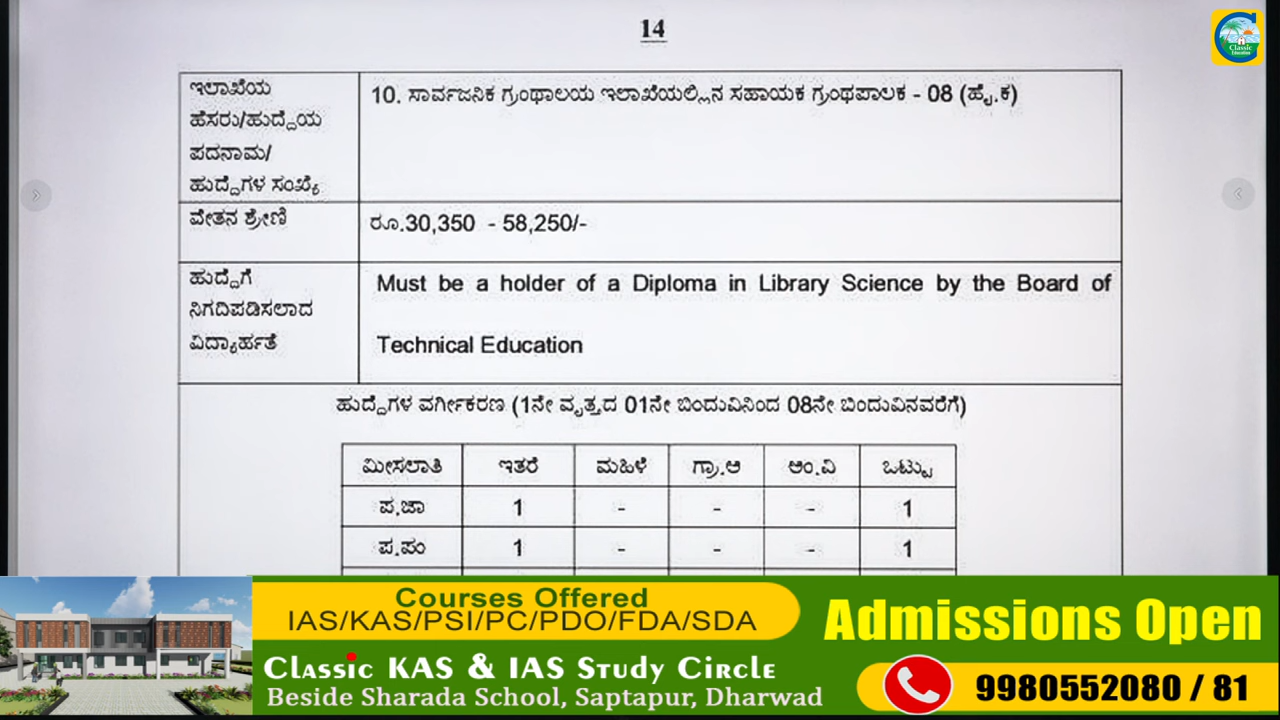 14
Classic
Education
ಇಲಾಖೆಯ
ಹೆಸರು/ಹುದ್ದೆಯ
ಪದನಾಮ/
ಹುದ್ದೆಗಳ ಸಂಖ್ಯೆ
10. ಸಾರ್ವಜನಿಕ ಗ್ರಂಥಾಲಯ ಇಲಾಖೆಯಲ್ಲಿನ ಸಹಾಯಕ ಗ್ರಂಥಪಾಲಕ - 08 (ಹೈ.ಕ)
ವೇತನ ಶ್ರೇಣಿ
ರೂ.30,350 - 58,250/-
ಹುದ್ದೆಗೆ
ನಿಗದಿಪಡಿಸಲಾದ
ವಿದ್ಯಾರ್ಹತೆ
Must be a holder of a Diploma in Library Science by the Board of
Technical Education
ಹುದ್ದೆಗಳ ವರ್ಗೀಕರಣ (1ನೇ ವೃತ್ತದ 01ನೇ ಬಿಂದುವಿನಿಂದ 08ನೇ ಬಿಂದುವಿನವರೆಗೆ)
ಮೀಸಲಾತಿ ಇತರೆ ಮಹಿಳೆ ಗ್ರಾ.ಅ ಅಂ.ವಿ ಒಟ್ಟು
ಪ.ಜಾ 1 - - - 1
ಪ.ಪಂ 1 - - - 1
Courses Offered
IAS/KAS/PSI/PC/PDO/FDA/SDA
Classic KAS & IAS Study Circle
Beside Sharada School, Saptapur, Dharwad
Admissions Open
9980552080 / 81